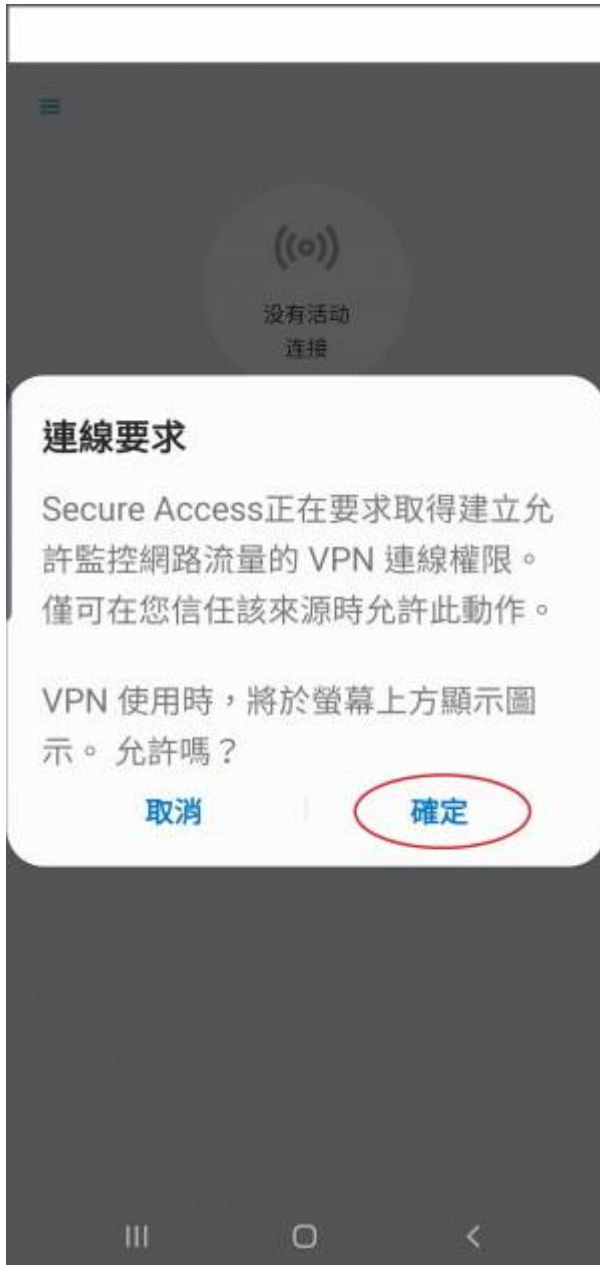 没有活动
连接
連線要求
Secure Access正在要求取得建立允
許監控網路流量的 VPN 連線權限。
僅可在您信任該來源時允許此動作。
VPN 使用時，將於螢幕上方顯示圖
示。 允許嗎？
取消
確定